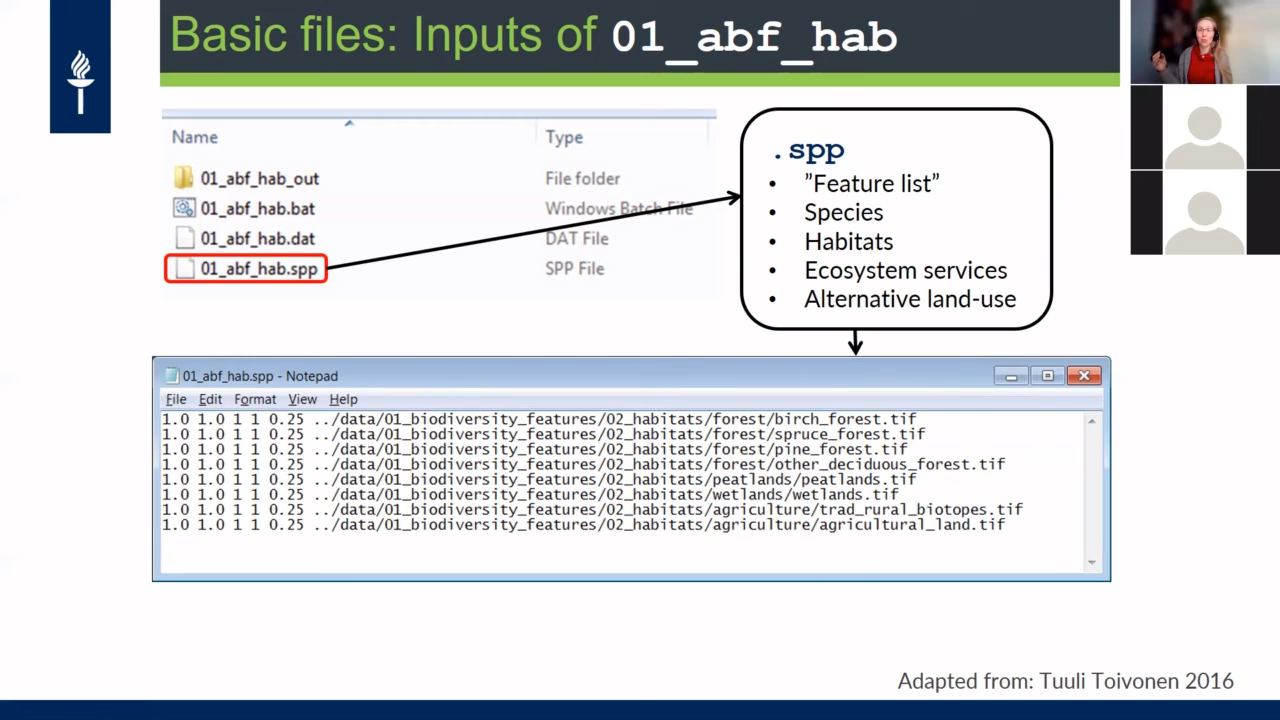 Basic files: Inputs of 01_abf_hab
Name Type
01_abf_hab_out File folder
01_abf_hab.bat Windows Batch File
01_abf_hab.dat DAT File
01_abf_hab.spp SPP File
.spp
• ”Feature list”
• Species
• Habitats
• Ecosystem services
• Alternative land-use
01_abf_hab.spp - Notepad
File Edit Format View Help
1.0 1.0 1 1 0.25 ../data/01_biodiversity_features/02_habitats/forest/birch_forest.tif
1.0 1.0 1 1 0.25 ../data/01_biodiversity_features/02_habitats/forest/spruce_forest.tif
1.0 1.0 1 1 0.25 ../data/01_biodiversity_features/02_habitats/forest/pine_forest.tif
1.0 1.0 1 1 0.25 ../data/01_biodiversity_features/02_habitats/forest/other_deciduous_forest.tif
1.0 1.0 1 1 0.25 ../data/01_biodiversity_features/02_habitats/peatlands/peatlands.tif
1.0 1.0 1 1 0.25 ../data/01_biodiversity_features/02_habitats/wetlands/wetlands.tif
1.0 1.0 1 1 0.25 ../data/01_biodiversity_features/02_habitats/agriculture/trad_rural_biotopes.tif
1.0 1.0 1 1 0.25 ../data/01_biodiversity_features/02_habitats/agriculture/agricultural_land.tif
Adapted from: Tuuli Toivonen 2016